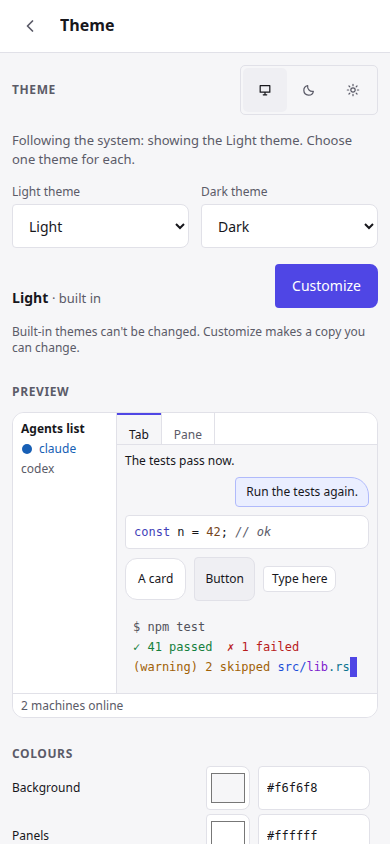 Theme
THEME
Following the system: showing the Light theme. Choose
one theme for each.
Light theme
Dark theme
Light
Dark
Light · built in
Customize
Built-in themes can't be changed. Customize makes a copy you
can change.
PREVIEW
Agents list
claude
codex
Tab
Pane
The tests pass now.
Run the tests again.
const n = 42; // ok
A card
Button
Type here
$ npm test
✓ 41 passed  ✗ 1 failed
(warning) 2 skipped src/lib.rs
2 machines online
COLOURS
Background
#f6f6f8
Panels
#ffffff